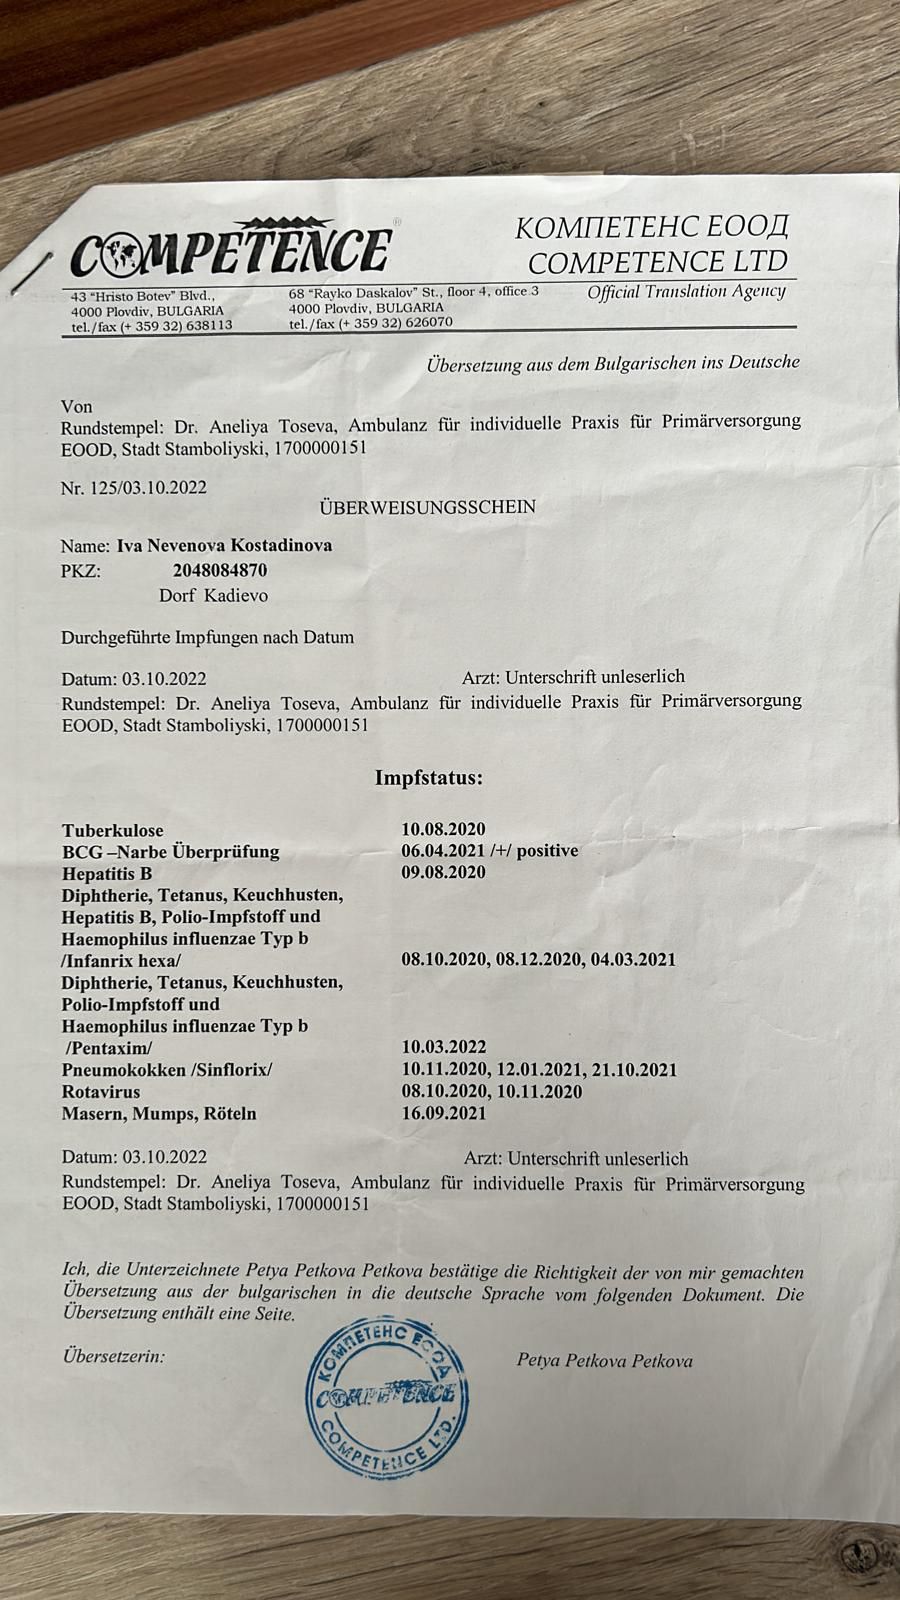 COMPETENCE®
КОМПЕТЕНС ЕООД
COMPETENCE LTD
43 “Hristo Botev” Blvd.,
4000 Plovdiv, BULGARIA
tel./fax (+ 359 32) 638113
68 “Rayko Daskalov” St., floor 4, office 3
4000 Plovdiv, BULGARIA
tel./fax (+ 359 32) 626070
Official Translation Agency
Übersetzung aus dem Bulgarischen ins Deutsche
Von
Rundstempel: Dr. Aneliya Toseva, Ambulanz für individuelle Praxis für Primärversorgung
EOOD, Stadt Stamboliyski, 1700000151
Nr. 125/03.10.2022
ÜBERWEISUNGSSCHEIN
Name: Iva Nevenova Kostadinova
PKZ: 2048084870
Dorf Kadievo
Durchgeführte Impfungen nach Datum
Datum: 03.10.2022 Arzt: Unterschrift unleserlich
Rundstempel: Dr. Aneliya Toseva, Ambulanz für individuelle Praxis für Primärversorgung
EOOD, Stadt Stamboliyski, 1700000151
Impfstatus:
Tuberkulose 10.08.2020
BCG –Narbe Überprüfung 06.04.2021 /+/ positive
Hepatitis B 09.08.2020
Diphtherie, Tetanus, Keuchhusten,
Hepatitis B, Polio-Impfstoff und
Haemophilus influenzae Typ b
/Infanrix hexa/ 08.10.2020, 08.12.2020, 04.03.2021
Diphtherie, Tetanus, Keuchhusten,
Polio-Impfstoff und
Haemophilus influenzae Typ b
/Pentaxim/ 10.03.2022
Pneumokokken /Sinflorix/ 10.11.2020, 12.01.2021, 21.10.2021
Rotavirus 08.10.2020, 10.11.2020
Masern, Mumps, Röteln 16.09.2021
Datum: 03.10.2022 Arzt: Unterschrift unleserlich
Rundstempel: Dr. Aneliya Toseva, Ambulanz für individuelle Praxis für Primärversorgung
EOOD, Stadt Stamboliyski, 1700000151
Ich, die Unterzeichnete Petya Petkova Petkova bestätige die Richtigkeit der von mir gemachten
Übersetzung aus der bulgarischen in die deutsche Sprache vom folgenden Dokument. Die
Übersetzung enthält eine Seite.
Übersetzerin: Petya Petkova Petkova
КОМПЕТЕНС ЕООД
COMPETENCE
COMPETENCE LTD.